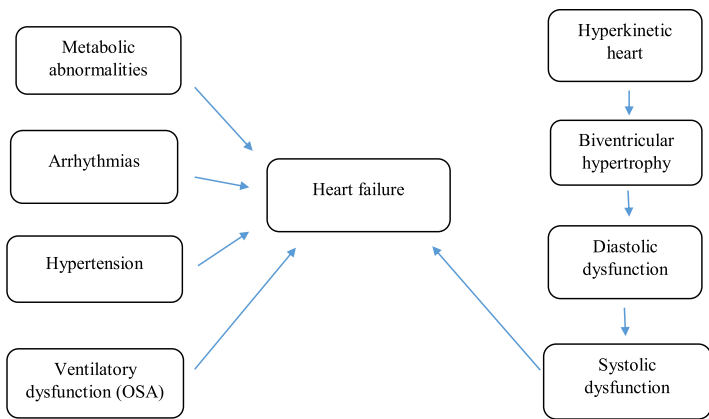 Metabolic
abnormalities
Arrhythmias
Hypertension
Ventilatory
dysfunction (OSA)
Heart failure
Hyperkinetic
heart
Biventricular
hypertrophy
Diastolic
dysfunction
Systolic
dysfunction